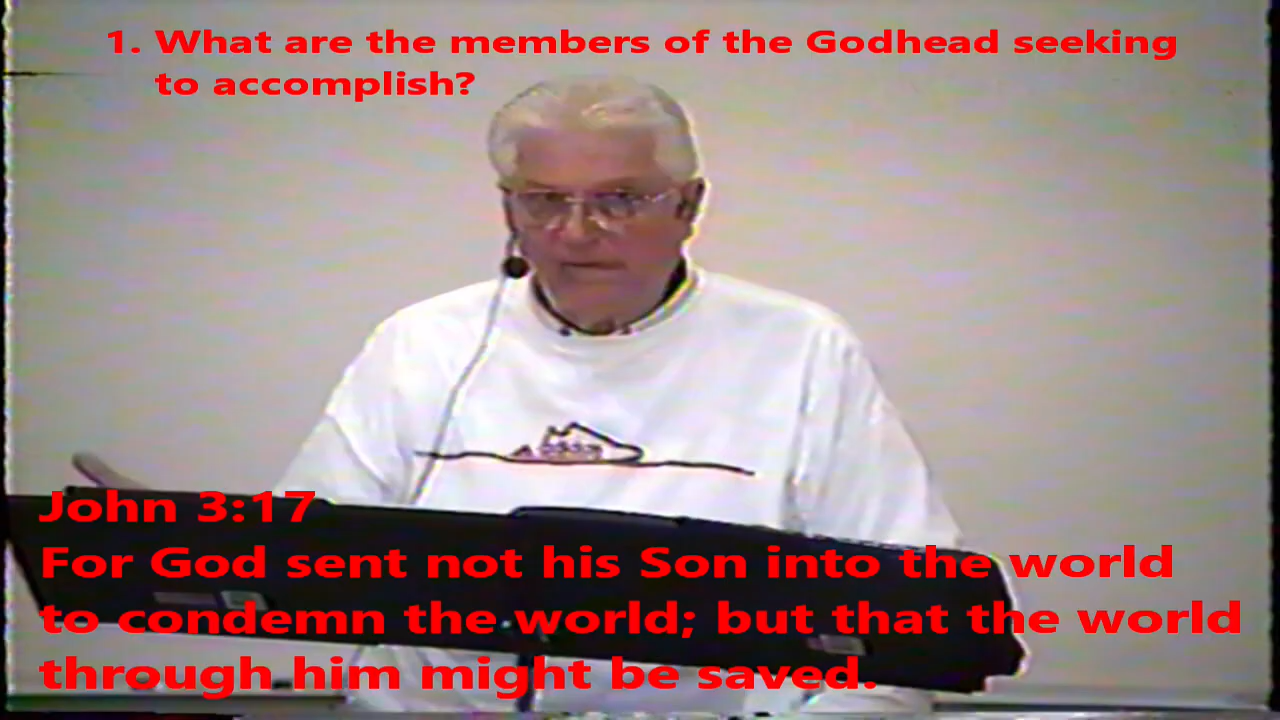 1. What are the members of the Godhead seeking
to accomplish?
John 3:17
For God sent not his Son into the world
to condemn the world; but that the world
through him might be saved.